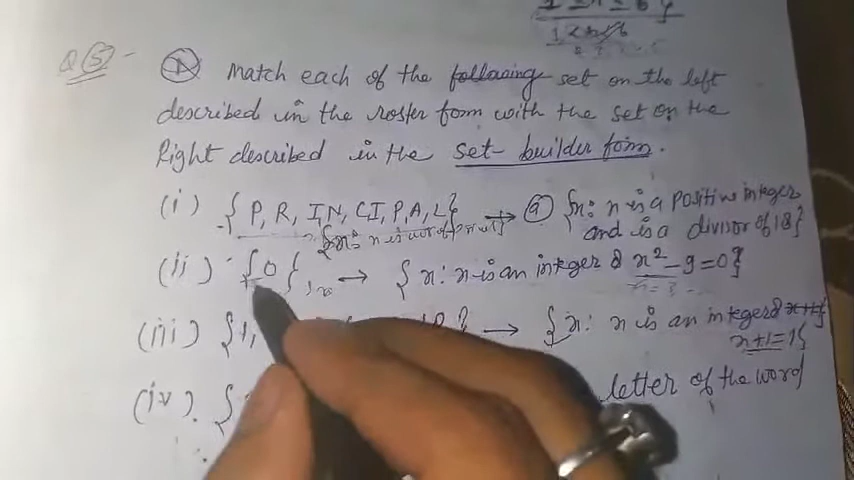 Q(5) - (A) Match each of the following set on the left
described in the roster form with the set on the
Right described in the set-builder form.
(i) {P, R, I, N, C, I, P, A, L} → (a) {x: n is a positive integer
and is a divisor of 18}
(ii) {0} → {x: x is an integer & x²-9=0}
(iii) {1, → {x: x is an integer &
x+1=1}
(iv) { letter of the word